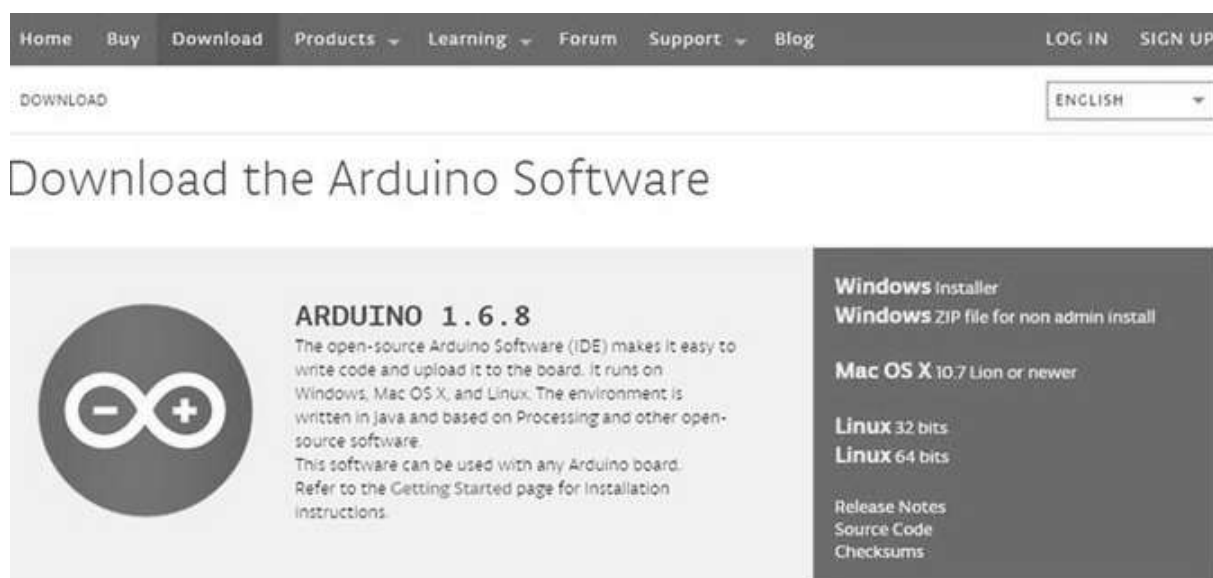 Home Buy Download Products Learning Forum Support Blog LOG IN SIGN UP
DOWNLOAD ENGLISH
Download the Arduino Software
ARDUINO 1.6.8
The open-source Arduino Software (IDE) makes it easy to
write code and upload it to the board. It runs on
Windows, Mac OS X, and Linux. The environment is
written in Java and based on Processing and other open-
source software.
This software can be used with any Arduino board.
Refer to the Getting Started page for Installation
instructions.
Windows Installer
Windows ZIP file for non admin install
Mac OS X 10.7 Lion or newer
Linux 32 bits
Linux 64 bits
Release Notes
Source Code
Checksums